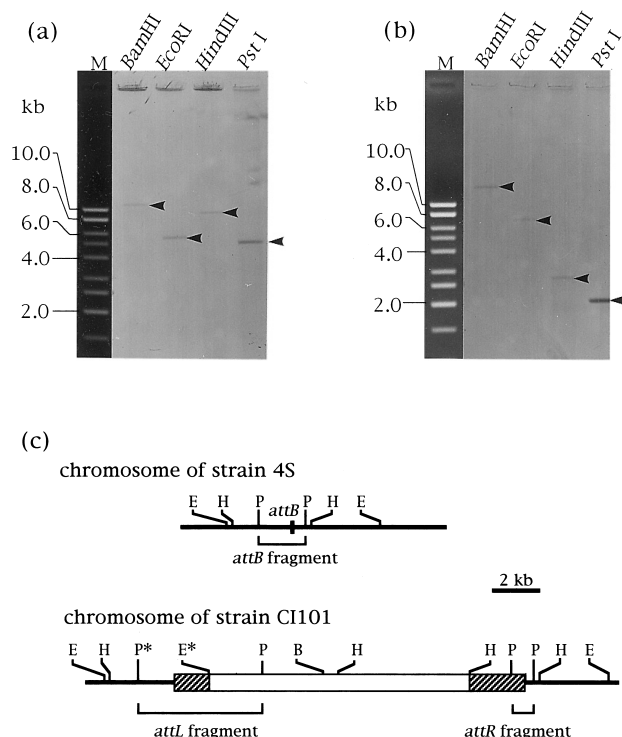 (a)
M BamHI EcoRI HindIII Pst I
kb
10.0
8.0
6.0
4.0
2.0
(b)
M BamHI EcoRI HindIII Pst I
kb
10.0
8.0
6.0
4.0
2.0
(c)
chromosome of strain 4S
E H P attB P H E
attB fragment
2 kb
chromosome of strain CI101
E H P* E* P B H H P P H E
attL fragment attR fragment